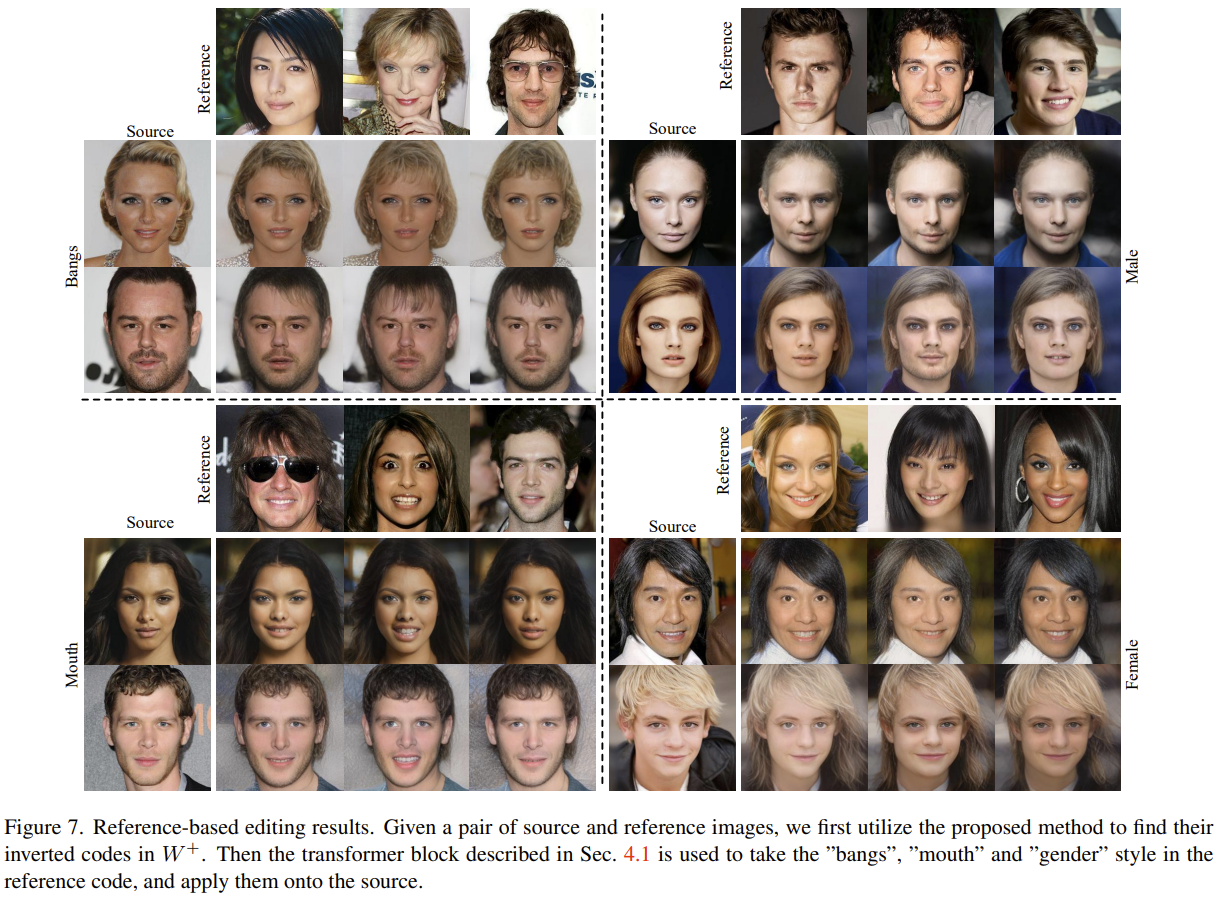 Reference
Reference
Source
Source
Bangs
Male
Reference
Reference
Source
Source
Mouth
Female
Figure 7. Reference-based editing results. Given a pair of source and reference images, we first utilize the proposed method to find their
inverted codes in W⁺. Then the transformer block described in Sec. 4.1 is used to take the ”bangs”, ”mouth” and ”gender” style in the
reference code, and apply them onto the source.